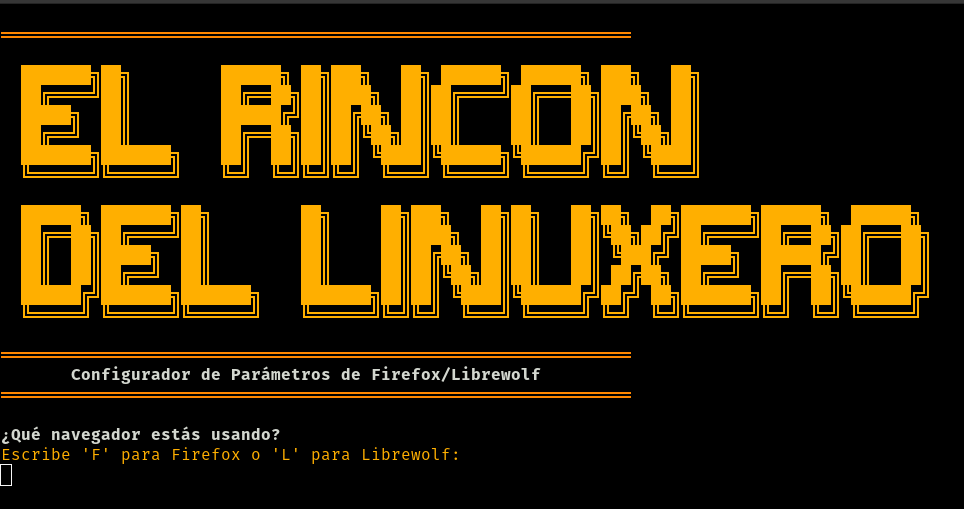 EL RINCON
DEL LINUXERO
Configurador de Parámetros de Firefox/Librewolf
¿Qué navegador estás usando?
Escribe 'F' para Firefox o 'L' para Librewolf: